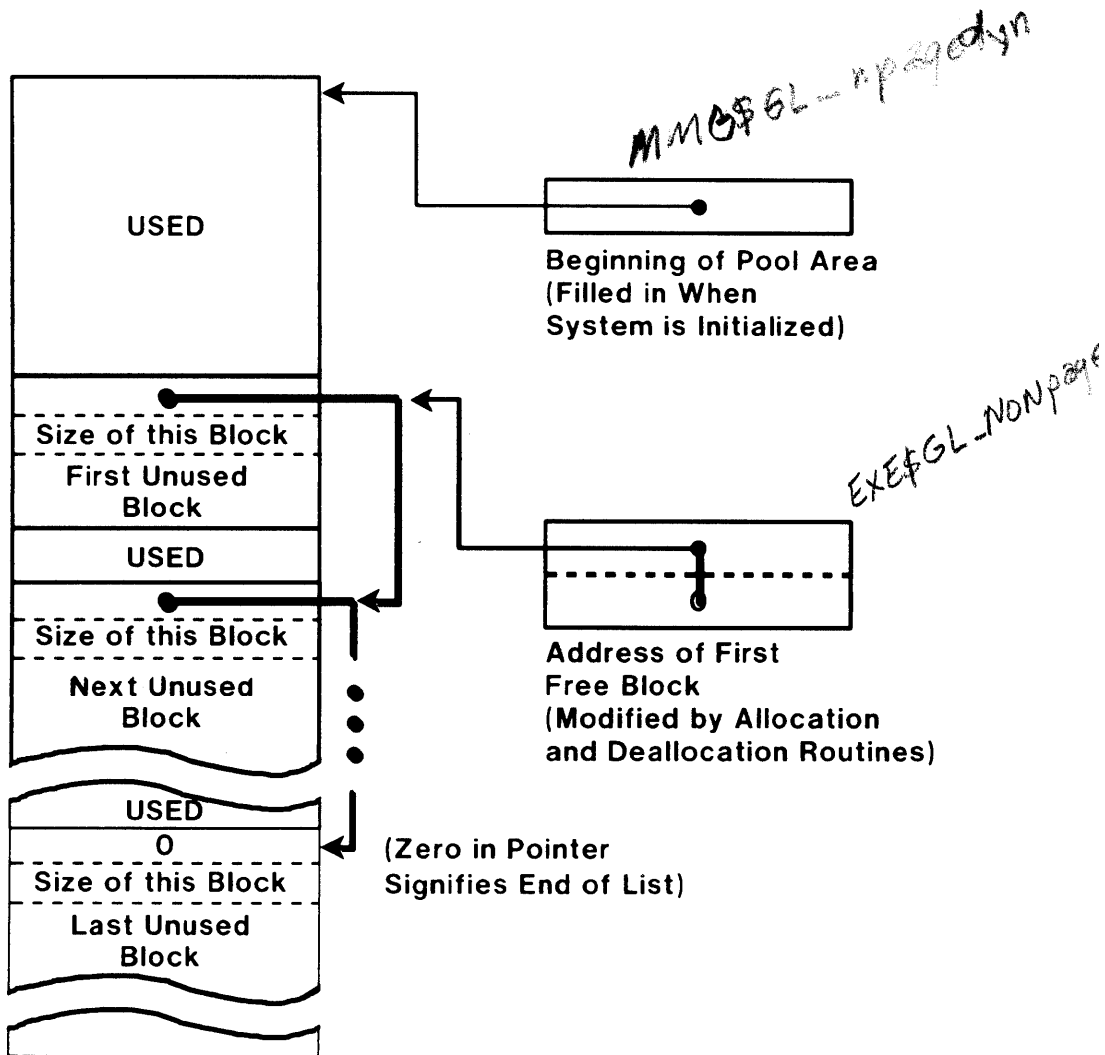 MMG$GL_npagedyn
USED
Beginning of Pool Area
(Filled in When
System is Initialized)
Size of this Block
First Unused
Block
EXE$GL_NONpage
USED
Size of this Block
Next Unused
Block
Address of First
Free Block
(Modified by Allocation
and Deallocation Routines)
USED
0
Size of this Block
Last Unused
Block
(Zero in Pointer
Signifies End of List)